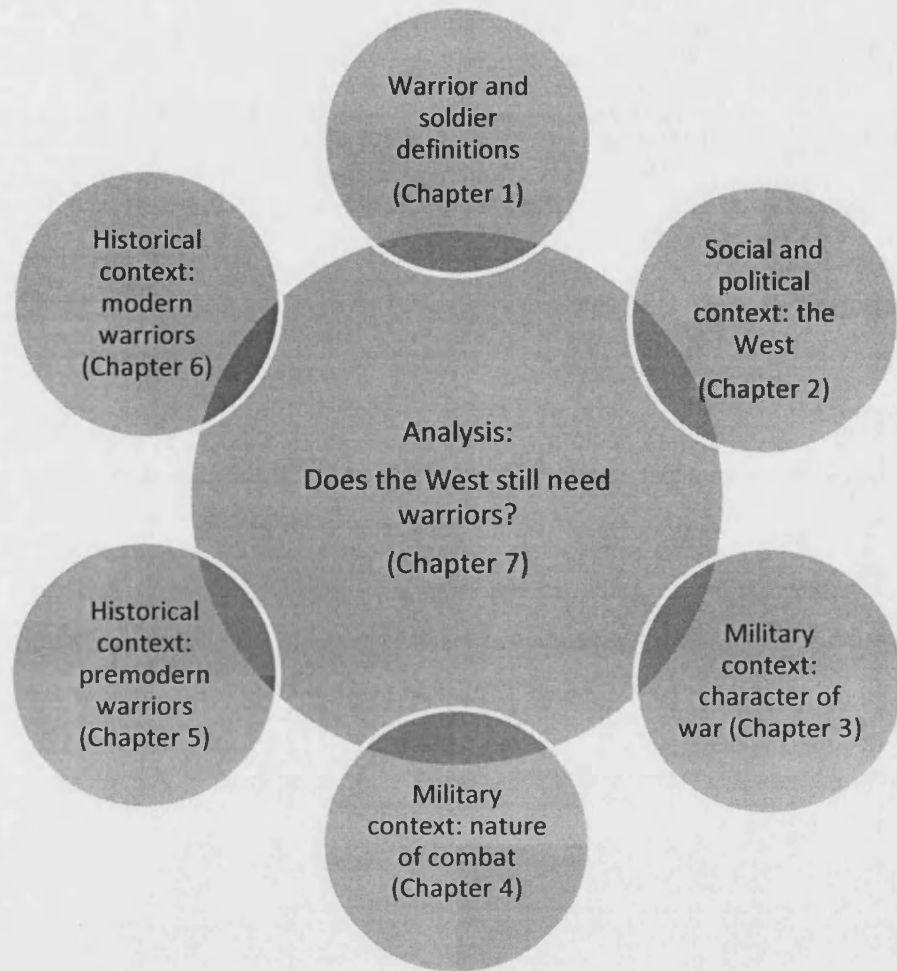 Warrior and
soldier
definitions
(Chapter 1)
Social and
political
context: the
West
(Chapter 2)
Military
context:
character of
war (Chapter 3)
Military
context: nature
of combat
(Chapter 4)
Historical
context:
premodern
warriors
(Chapter 5)
Historical
context:
modern
warriors
(Chapter 6)
Analysis:
Does the West still need
warriors?
(Chapter 7)